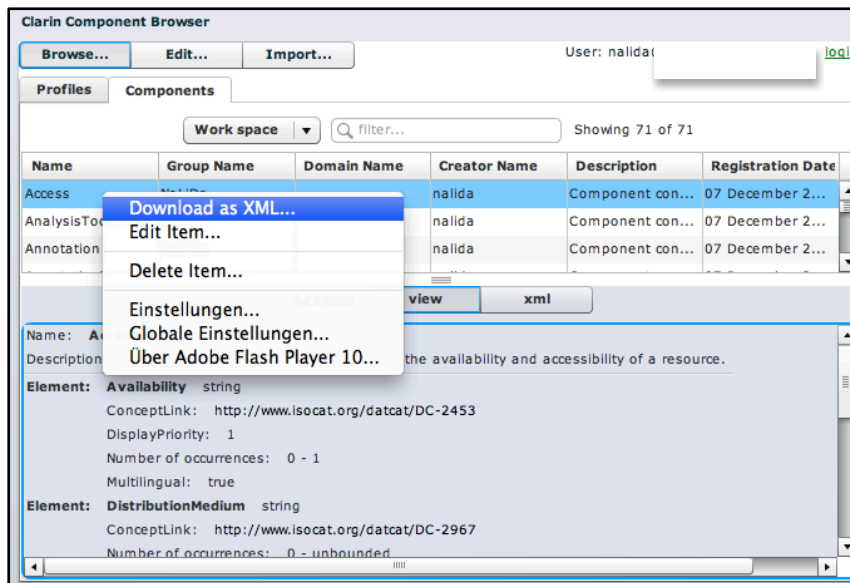 Clarin Component Browser
Browse... Edit... Import... User: nalida
Profiles Components
Work space filter... Showing 71 of 71
Name Group Name Domain Name Creator Name Description Registration Date
Access nalida Component con... 07 December 2...
nalida Component con... 07 December 2...
Annotation nalida Component con... 07 December 2...
Download as XML...
Edit Item...
Delete Item...
Einstellungen...
Globale Einstellungen...
Über Adobe Flash Player 10...
view xml
Name:
Description the availability and accessibility of a resource.
Element: Availability string
ConceptLink: http://www.isocat.org/datcat/DC-2453
DisplayPriority: 1
Number of occurrences: 0 - 1
Multilingual: true
Element: DistributionMedium string
ConceptLink: http://www.isocat.org/datcat/DC-2967
Number of occurrences: 0 - unbounded